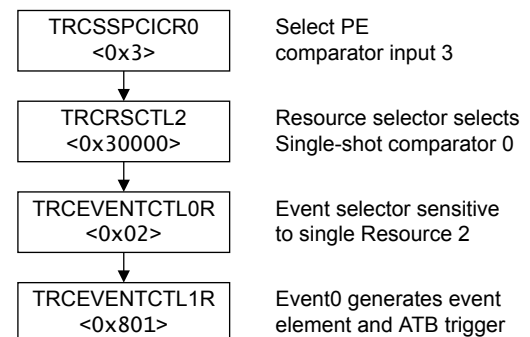 TRCSSPCICR0
<0x3>
Select PE
comparator input 3
TRCRSCTL2
<0x30000>
Resource selector selects
Single-shot comparator 0
TRCEVENTCTL0R
<0x02>
Event selector sensitive
to single Resource 2
TRCEVENTCTL1R
<0x801>
Event0 generates event
element and ATB trigger